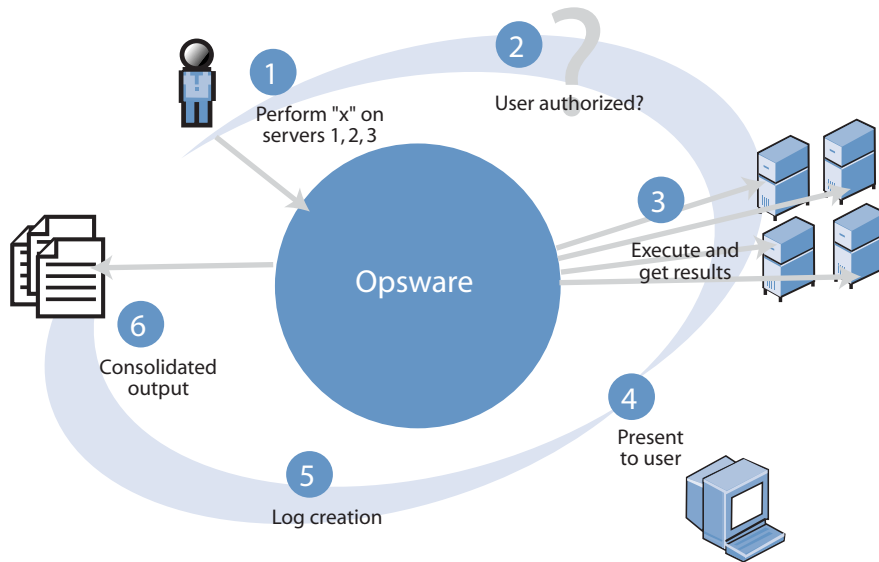 1
Perform "x" on
servers 1, 2, 3
2
?
User authorized?
3
Execute and
get results
Opsware
4
Present
to user
5
Log creation
6
Consolidated
output